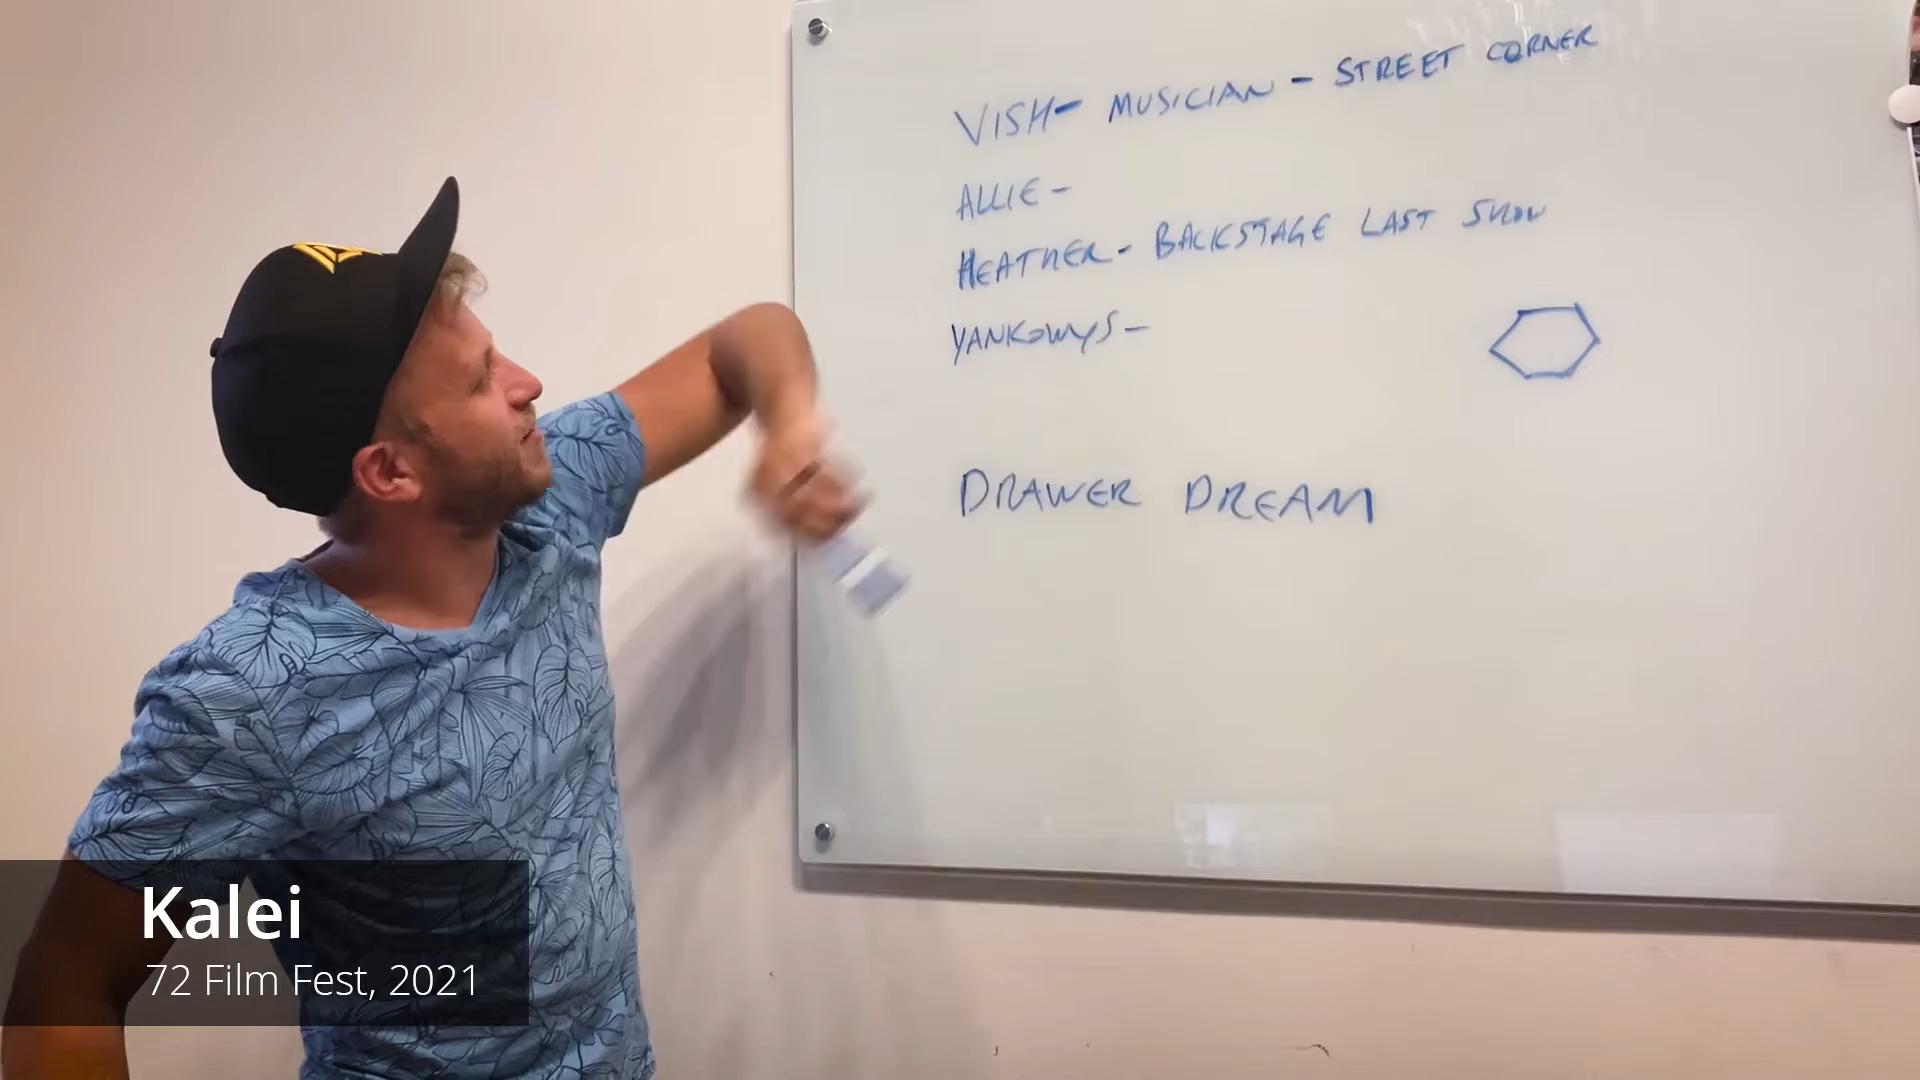 VISH - MUSICIAN - STREET CORNER
ALLIE -
HEATHER - BACKSTAGE LAST SHOW
YANKOWYS -
DRAWER DREAM
Kalei
72 Film Fest, 2021